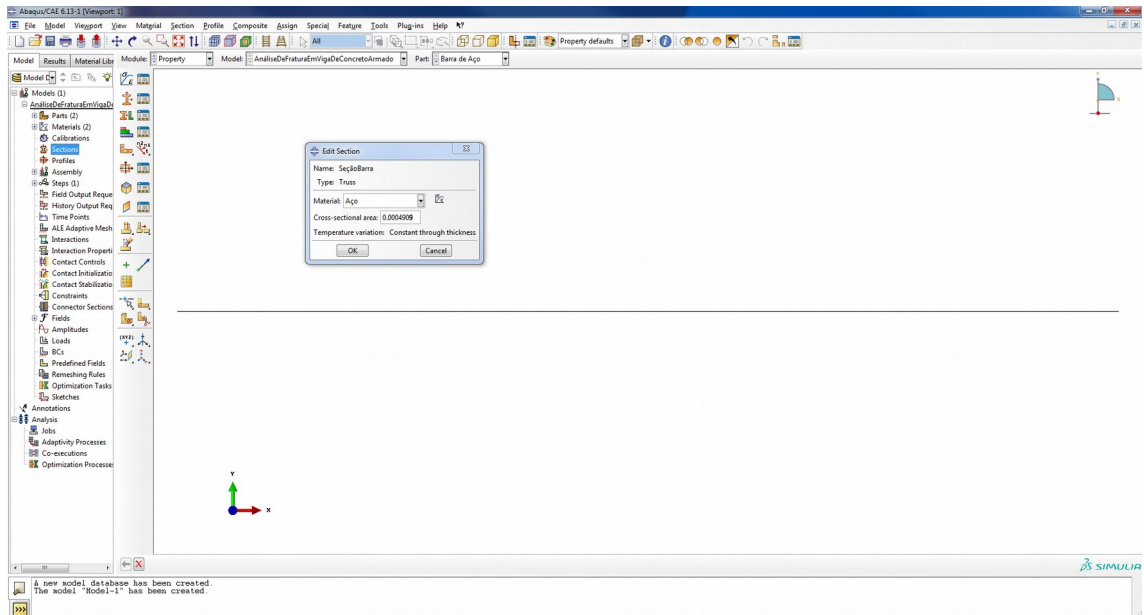 Abaqus/CAE 6.13-1 [Viewport: 1]
File Model Viewport View Material Section Profile Composite Assign Special Feature Tools Plug-ins Help
All Property defaults
Model Results Material Libr Module: Property Model: AnáliseDeFraturaEmVigaDeConcretoArmado Part: Barra de Aço
Models (1)
AnáliseDeFraturaEmVigaD
Parts (2)
Materials (2)
Calibrations
Sections
Profiles
Assembly
Steps (1)
Field Output Reque
History Output Req
Time Points
ALE Adaptive Mesh
Interactions
Interaction Properti
Contact Controls
Contact Initializatio
Contact Stabilizatio
Constraints
Connector Sections
Fields
Amplitudes
Loads
BCs
Predefined Fields
Remeshing Rules
Optimization Tasks
Sketches
Annotations
Analysis
Jobs
Adaptivity Processes
Co-executions
Optimization Processe
Edit Section
Name: SeçãoBarra
Type: Truss
Material: Aço
Cross-sectional area: 0.0004909
Temperature variation: Constant through thickness
OK Cancel
Y
X
SIMULIA
A new model database has been created.
The model "Model-1" has been created.
>>>